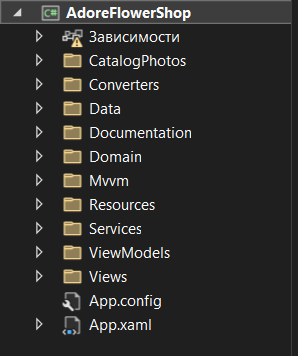 AdoreFlowerShop
Зависимости
CatalogPhotos
Converters
Data
Documentation
Domain
Mvvm
Resources
Services
ViewModels
Views
App.config
App.xaml